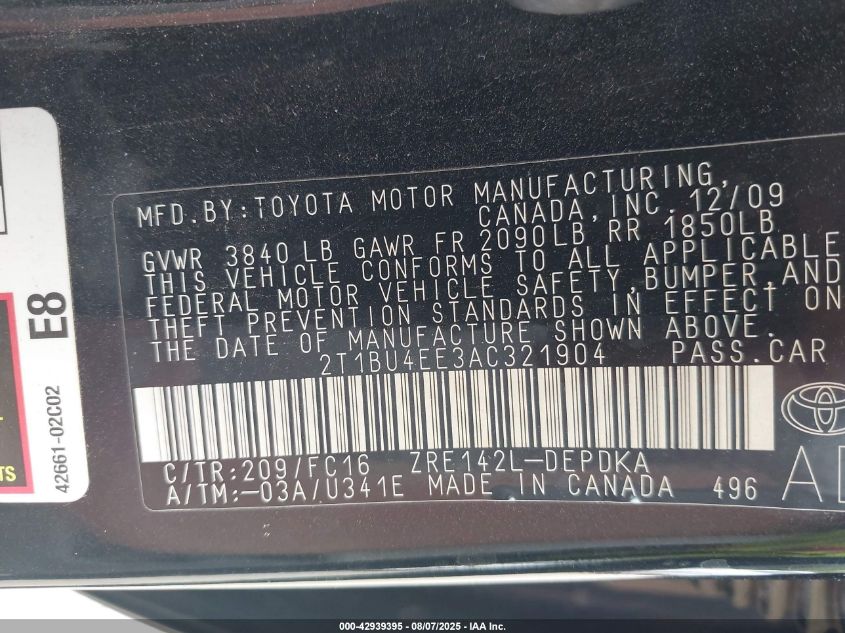 MFD. BY: TOYOTA MOTOR MANUFACTURING,
CANADA, INC. 12/09
GVWR 3840 LB GAWR FR 2090LB RR 1850LB
THIS VEHICLE CONFORMS TO ALL APPLICABLE
FEDERAL MOTOR VEHICLE SAFETY, BUMPER, AND
THEFT PREVENTION STANDARDS IN EFFECT ON
THE DATE OF MANUFACTURE SHOWN ABOVE.
2T1BU4EE3AC321904 PASS.CAR
C/TR: 209/FC16 ZRE142L-DEPDKA
A/TM: -03A/U341E MADE IN CANADA 496
E8
42661-02C02
000-42939395 - 08/07/2025 - IAA Inc.